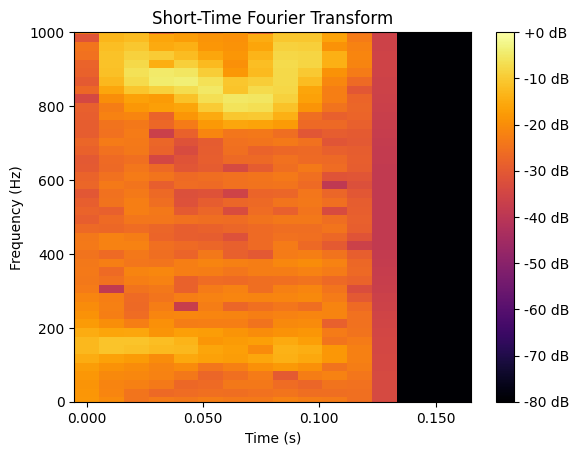 Short-Time Fourier Transform
1000
800
600
400
200
0
Frequency (Hz)
0.000
0.050
0.100
0.150
Time (s)
+0 dB
-10 dB
-20 dB
-30 dB
-40 dB
-50 dB
-60 dB
-70 dB
-80 dB